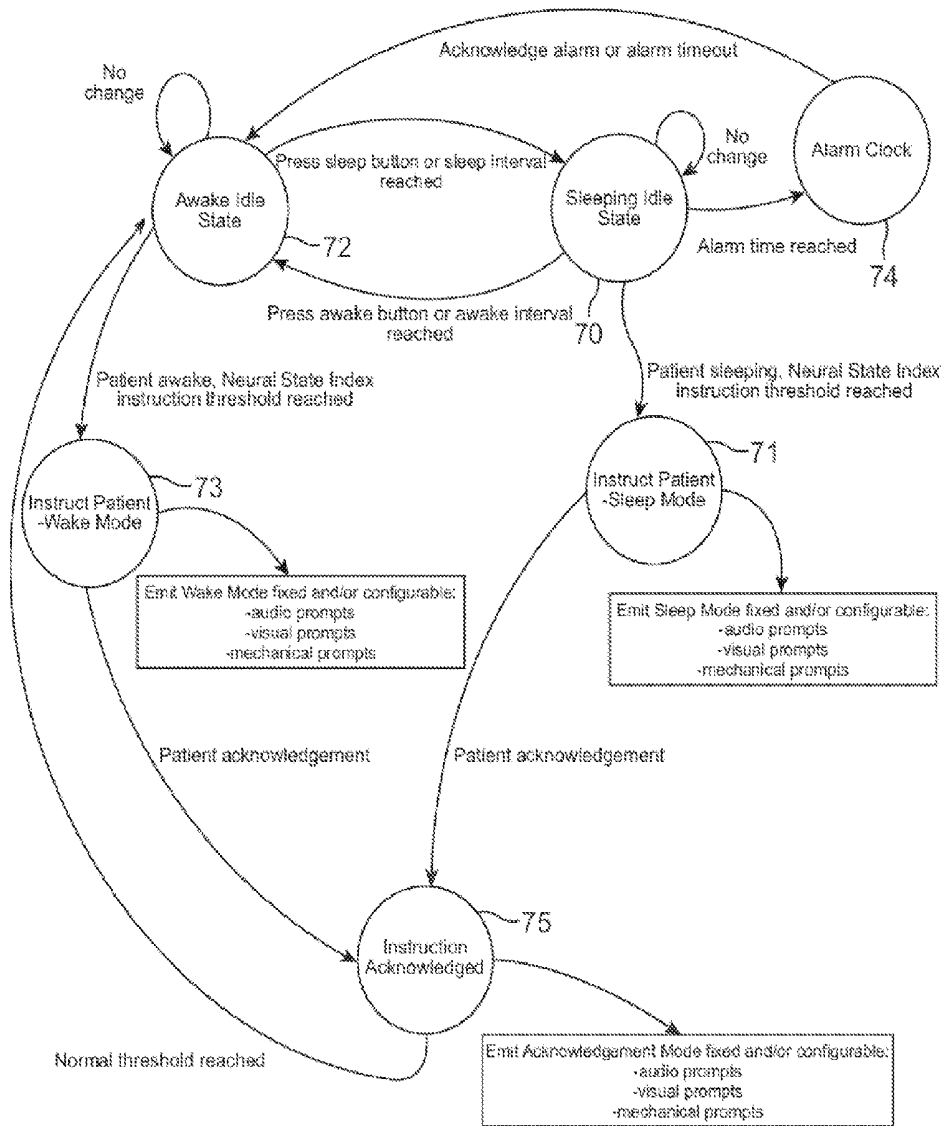 Acknowledge alarm or alarm timeout
No
change
No
change
Alarm Clock
Press sleep button or sleep interval
reached
Awake Idle
State
Sleeping Idle
State
72
Alarm time reached
74
70
Press awake button or awake interval
reached
Patient awake, Neural State Index
instruction threshold reached
Patient sleeping, Neural State Index
instruction threshold reached
73
71
Instruct Patient
-Wake Mode
Instruct Patient
-Sleep Mode
Emit Wake Mode fixed and/or configurable:
-audio prompts
-visual prompts
-mechanical prompts
Emit Sleep Mode fixed and/or configurable:
-audio prompts
-visual prompts
-mechanical prompts
Patient acknowledgement
Patient acknowledgement
75
Instruction
Acknowledged
Normal threshold reached
Emit Acknowledgement Mode fixed and/or configurable:
-audio prompts
-visual prompts
-mechanical prompts